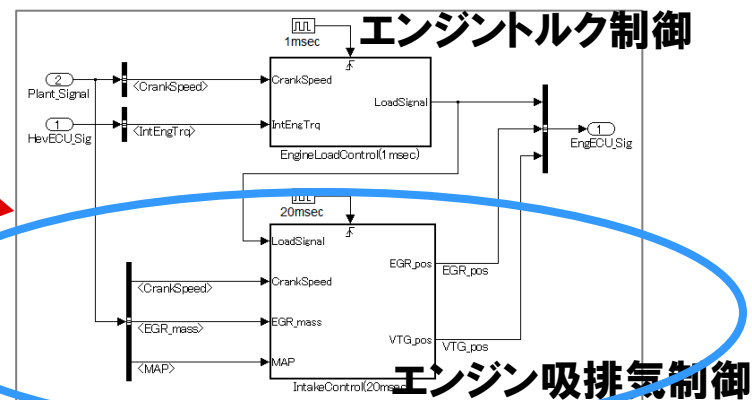 エンジントルク制御
1msec
2
Plant_Signal
<CrankSpeed>
CrankSpeed
LoadSignal
1
HevECU_Sig
<IntEngTrq>
IntEngTrq
1
EngECU_Sig
EngineLoadControl(1msec)
20msec
LoadSignal
EGR_pos
EGR_pos
<CrankSpeed>
CrankSpeed
<EGR_mass>
EGR_mass
VTG_pos
VTG_pos
<MAP>
MAP
IntakeControl(20msec
エンジン吸排気制御